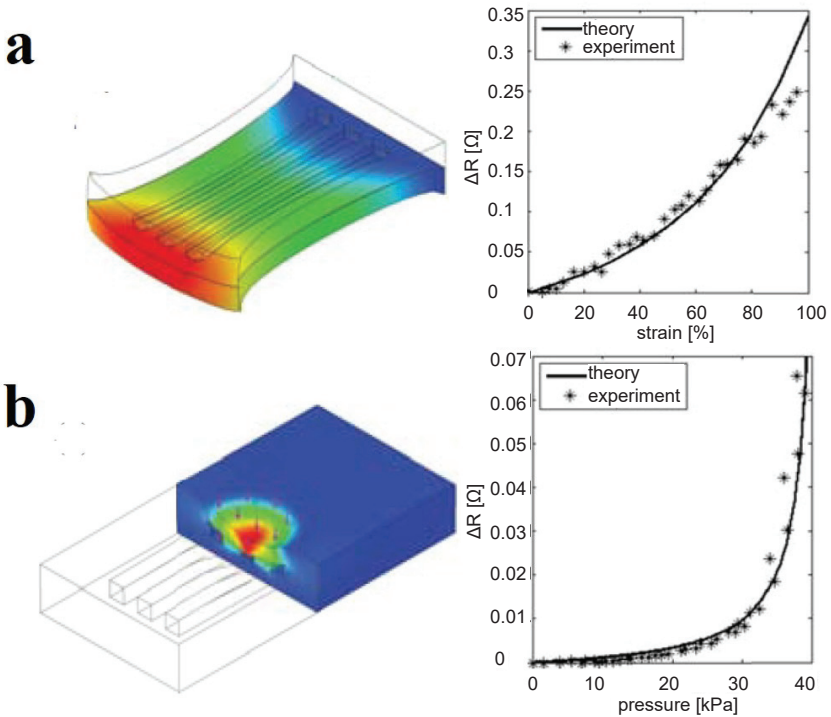 a
0.35
0.3
0.25
0.2
0.15
0.1
0.05
0
ΔR [Ω]
theory
experiment
0 20 40 60 80 100
strain [%]
b
0.07
0.06
0.05
0.04
0.03
0.02
0.01
0
ΔR [Ω]
theory
experiment
0 10 20 30 40
pressure [kPa]